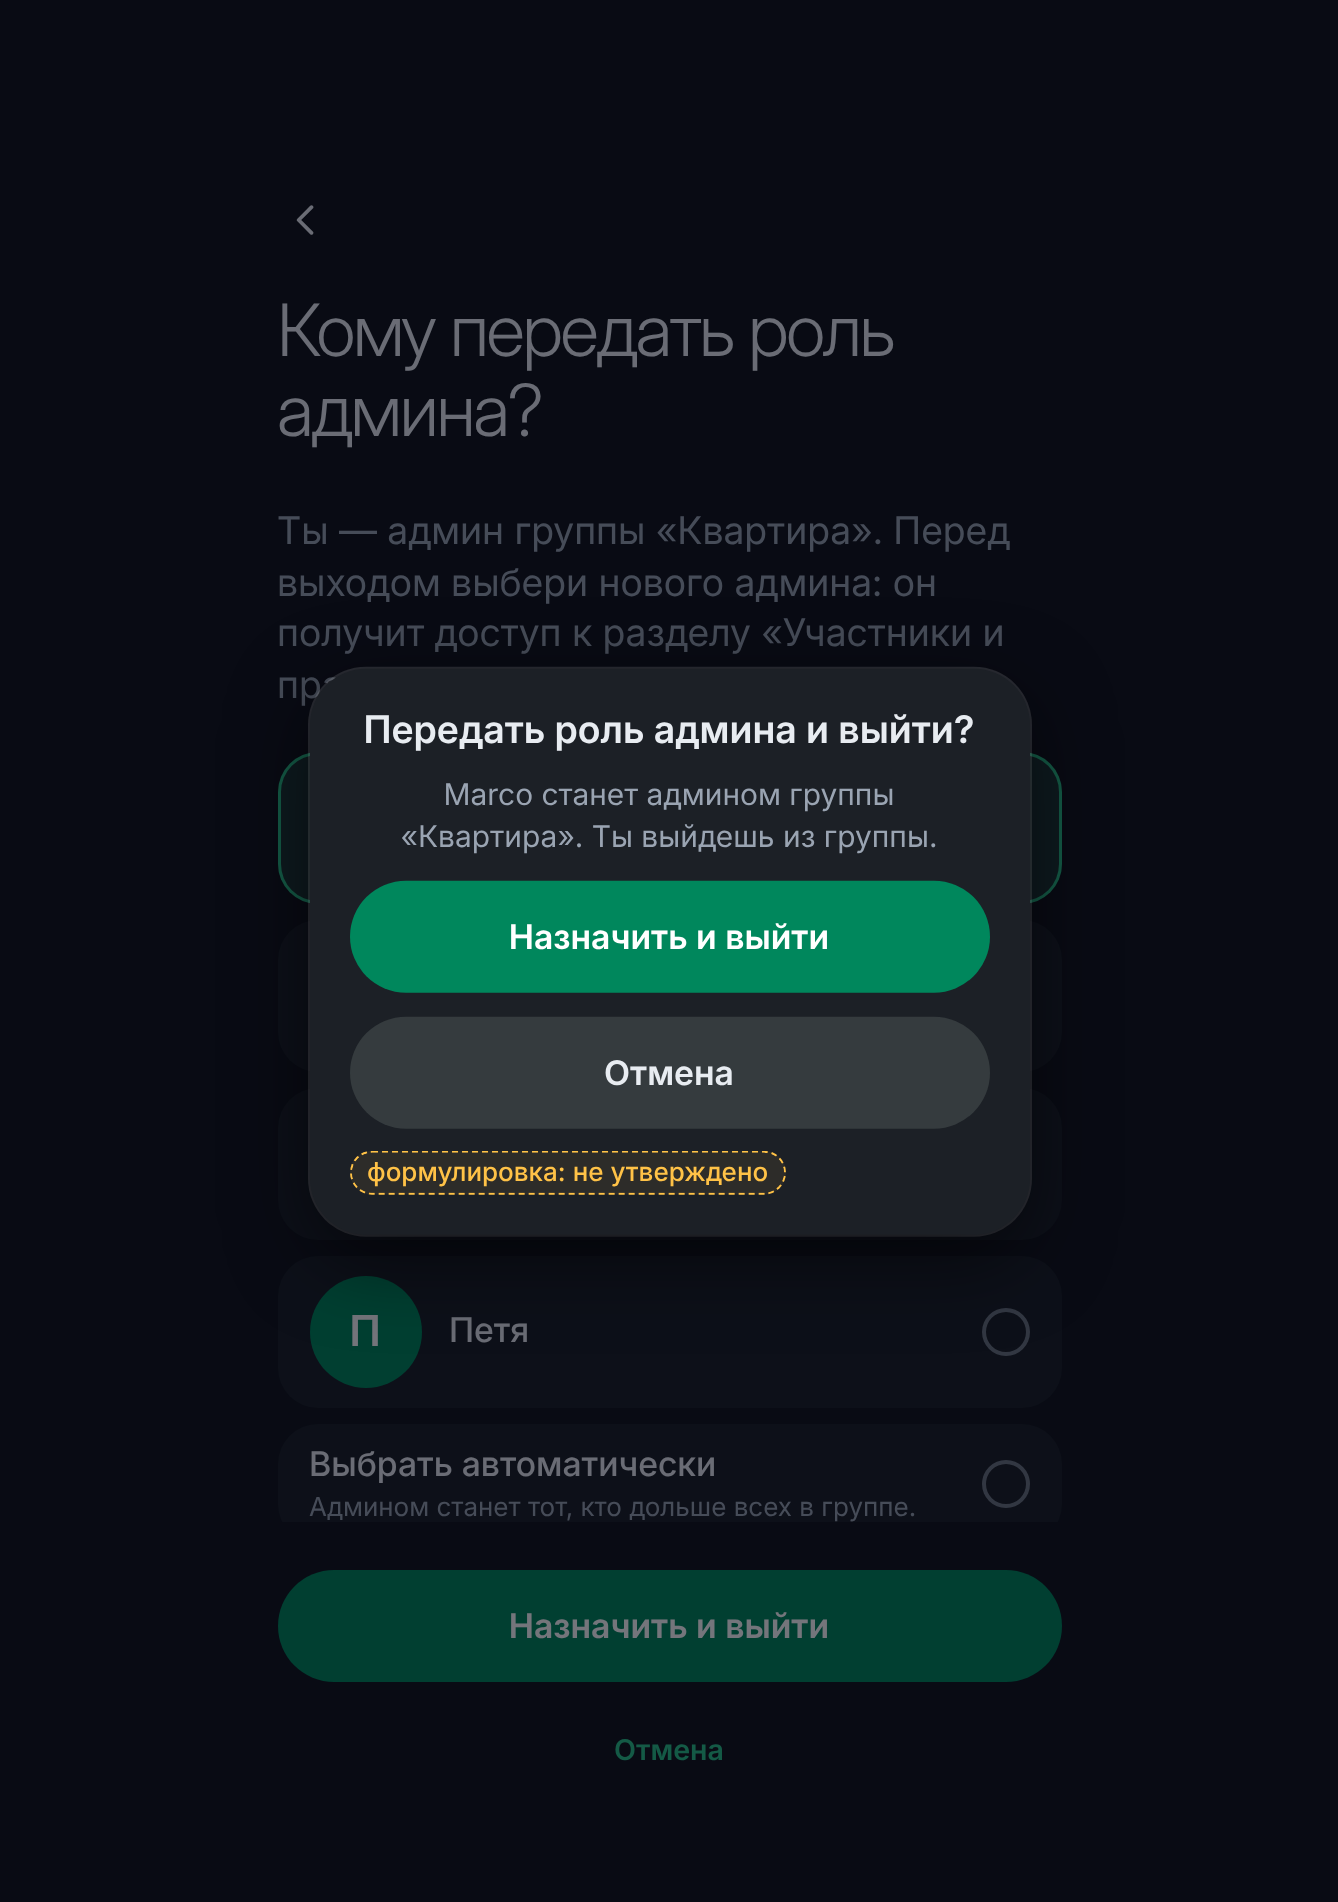 Кому передать роль
админа?
Ты — админ группы «Квартира». Перед
выходом выбери нового админа: он
получит доступ к разделу «Участники и
Передать роль админа и выйти?
Marco станет админом группы
«Квартира». Ты выйдешь из группы.
Назначить и выйти
Отмена
формулировка: не утверждено
П
Петя
Выбрать автоматически
Админом станет тот, кто дольше всех в группе.
Назначить и выйти
Отмена